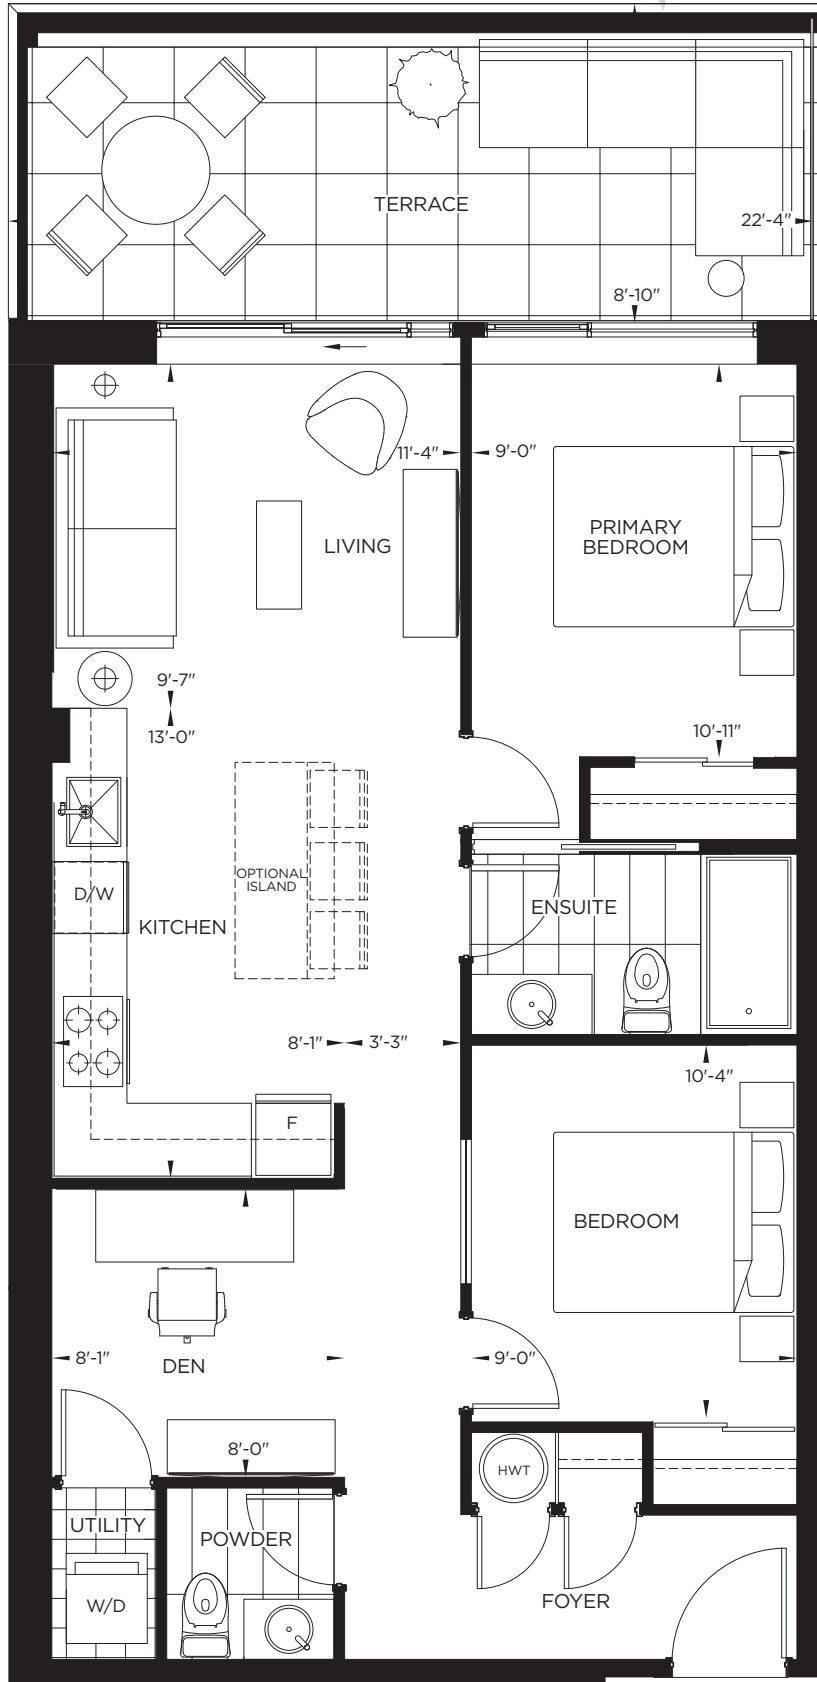 TERRACE
22'-4"
8'-10"
11'-4"
9'-0"
LIVING
PRIMARY
BEDROOM
9'-7"
13'-0"
10'-11"
OPTIONAL
ISLAND
D/W
KITCHEN
ENSUITE
8'-1"
3'-3"
10'-4"
F
BEDROOM
8'-1"
DEN
9'-0"
8'-0"
HWT
UTILITY
POWDER
W/D
FOYER